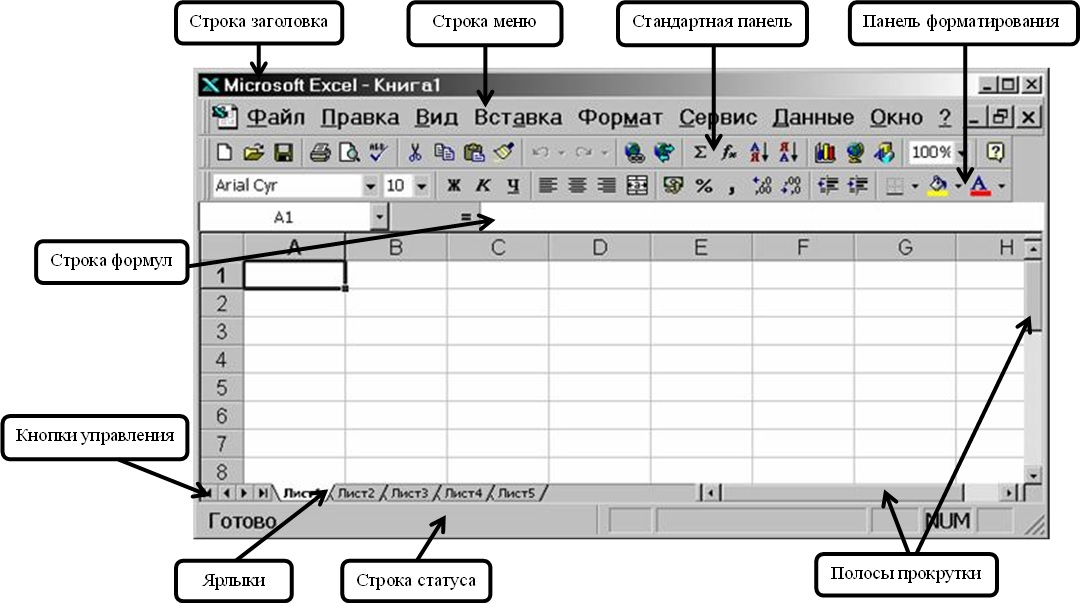 Строка заголовка
Строка меню
Стандартная панель
Панель форматирования
Microsoft Excel - Книга1
Файл Правка Вид Вставка Формат Сервис Данные Окно ?
100%
Arial Cyr 10 Ж К Ч % ,
A1 =
Строка формул
A B C D E F G H
1
2
3
4
5
6
7
8
Кнопки управления
Лист1 Лист2 Лист3 Лист4 Лист5
Готово NUM
Ярлыки
Строка статуса
Полосы прокрутки